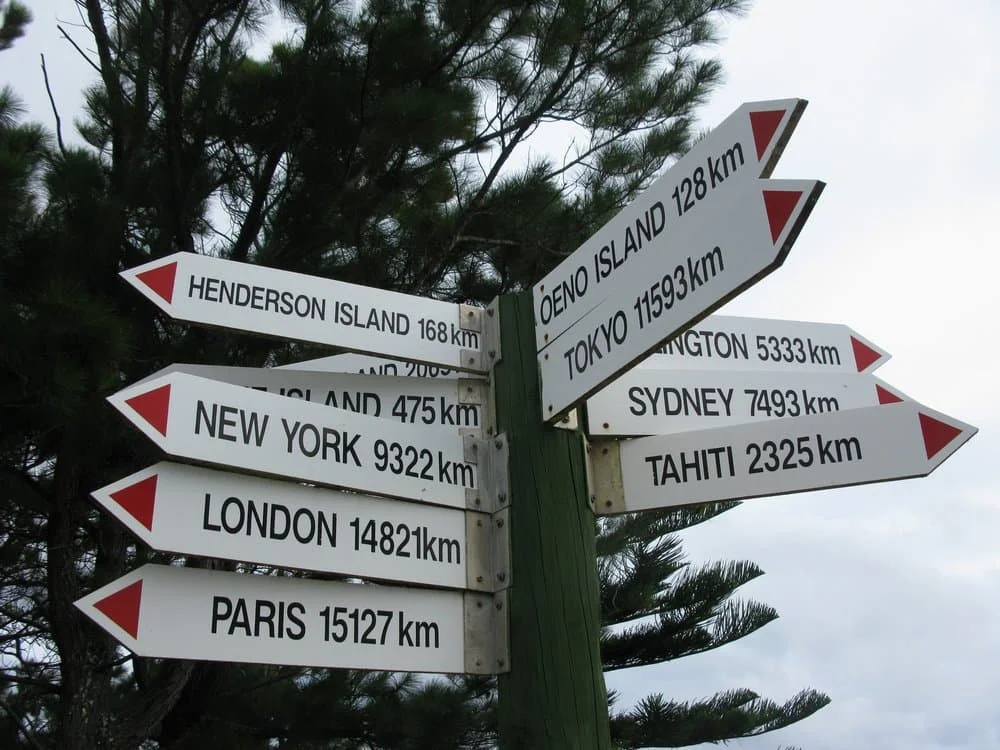 OENO ISLAND 128km
TOKYO 11593km
HENDERSON ISLAND 168km
5333km
ISLAND 475km
SYDNEY 7493km
NEW YORK 9322km
TAHITI 2325km
LONDON 14821km
PARIS 15127km